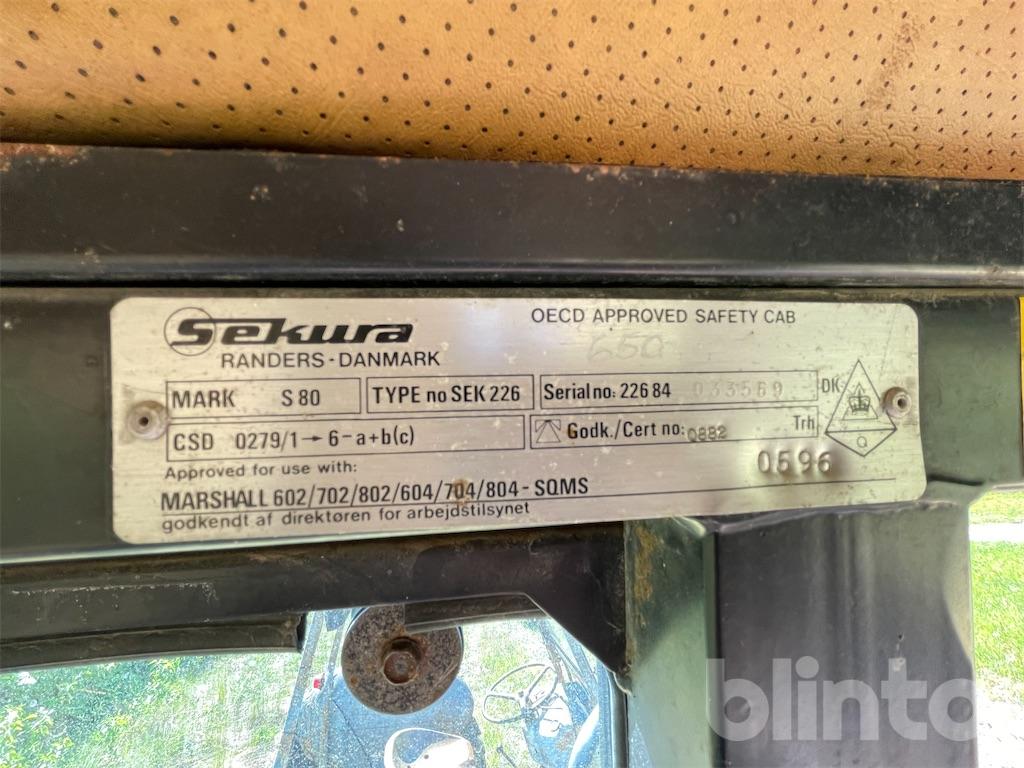 Sekura
OECD APPROVED SAFETY CAB
RANDERS-DANMARK
650
MARK S 80
TYPE no SEK 226
Serial no: 226 84 033569
DK
CSD 0279/1→6-a+b(c)
Godk./Cert no: 0882 Trh
Q
Approved for use with:
0596
MARSHALL 602/702/802/604/704/804-SQMS
godkendt af direktøren for arbejdstilsynet
blinto